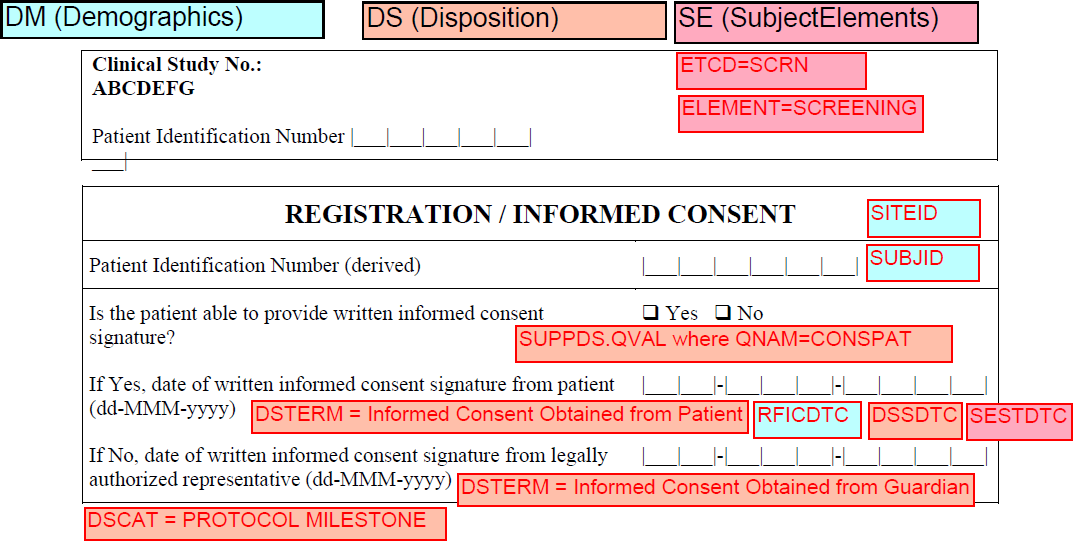 DM (Demographics) DS (Disposition) SE (SubjectElements)
Clinical Study No.: ETCD=SCRN
ABCDEFG ELEMENT=SCREENING
Patient Identification Number |___|___|___|___|___|
___|
REGISTRATION / INFORMED CONSENT SITEID
Patient Identification Number (derived) |___|___|___|___|___|___| SUBJID
Is the patient able to provide written informed consent ❑ Yes ❑ No
signature? SUPPDS.QVAL where QNAM=CONSPAT
If Yes, date of written informed consent signature from patient |___|___|-|___|___|___|-|___|___|___|___|
(dd-MMM-yyyy) DSTERM = Informed Consent Obtained from Patient RFICDTC DSSDTC SESTDTC
If No, date of written informed consent signature from legally |___|___|-|___|___|___|-|___|___|___|___|
authorized representative (dd-MMM-yyyy) DSTERM = Informed Consent Obtained from Guardian
DSCAT = PROTOCOL MILESTONE